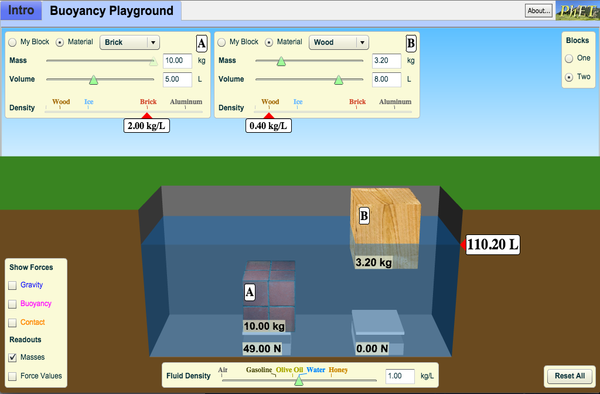 Intro
Buoyancy Playground
About...
PhET
My Block Material Brick A
Mass 10.00 kg
Volume 5.00 L
Density Wood Ice Brick Aluminum
2.00 kg/L
My Block Material Wood B
Mass 3.20 kg
Volume 8.00 L
Density Wood Ice Brick Aluminum
0.40 kg/L
Blocks
One
Two
B
3.20 kg
110.20 L
A
10.00 kg
49.00 N
0.00 N
Show Forces
Gravity
Buoyancy
Contact
Readouts
Masses
Force Values
Fluid Density Air Gasoline Olive Oil Water Honey 1.00 kg/L
Reset All